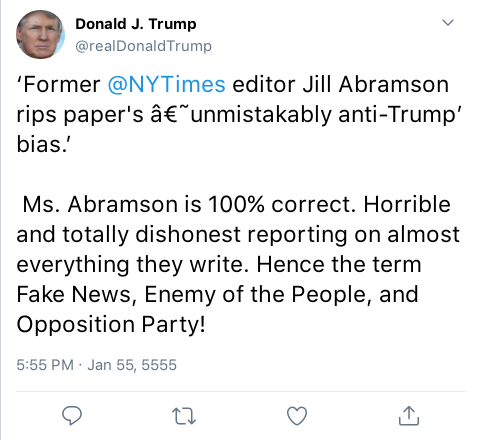 Donald J. Trump
@realDonaldTrump
‘Former @NYTimes editor Jill Abramson
rips paper's â€˜unmistakably anti-Trump’
bias.’
Ms. Abramson is 100% correct. Horrible
and totally dishonest reporting on almost
everything they write. Hence the term
Fake News, Enemy of the People, and
Opposition Party!
5:55 PM · Jan 55, 5555